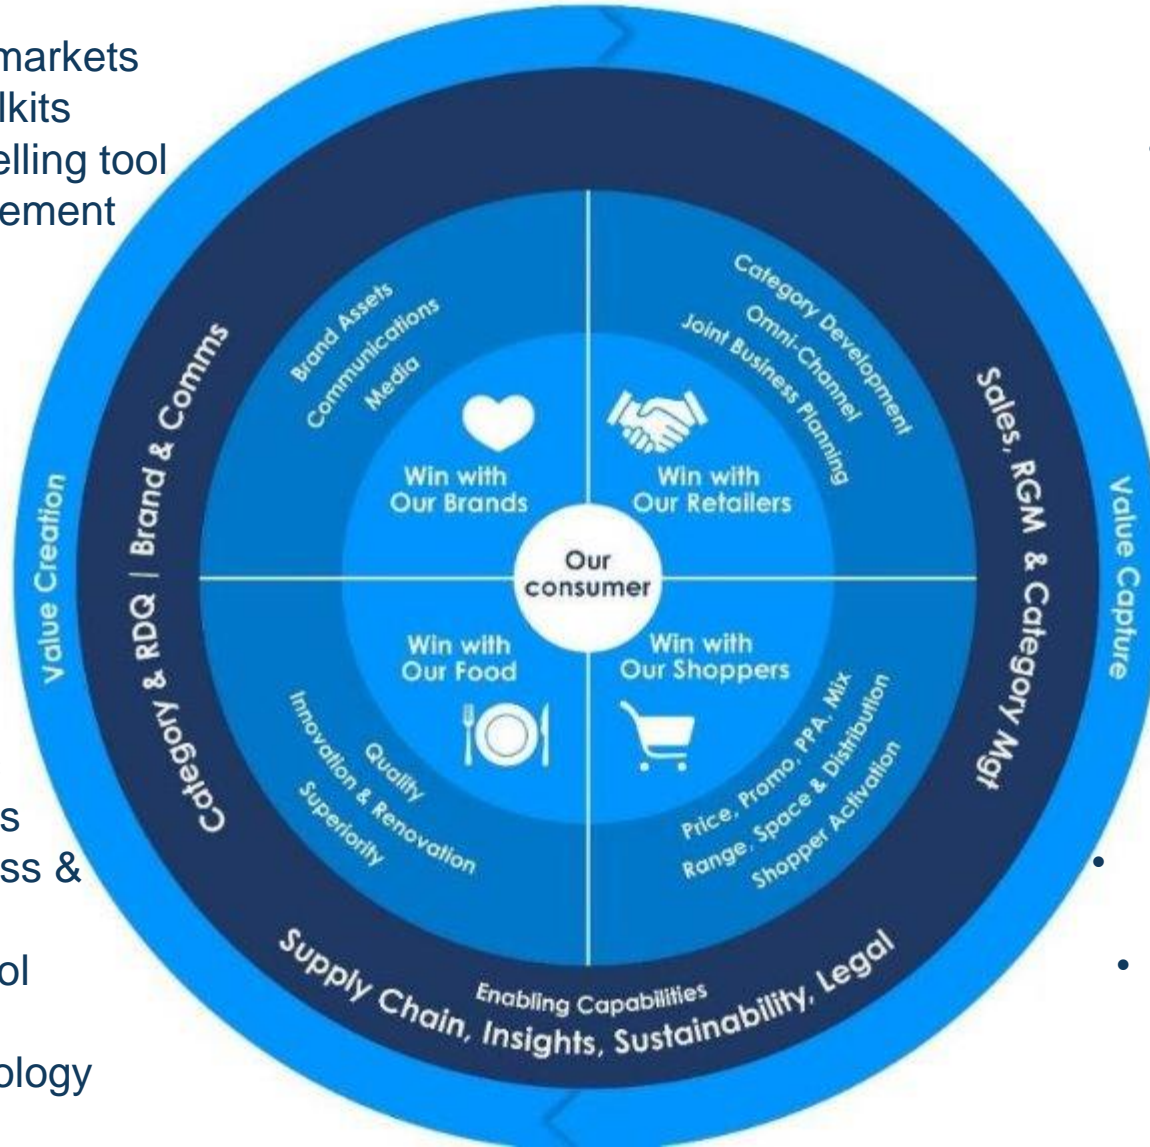 markets
elling tool
ement
Value Creation
Category & RDQ | Brand & Comms
Brand Assets
Communications
Media
Win with
Our Brands
Category Development
Omni-Channel
Joint Business Planning
Win with
Our Retailers
Sales, RGM & Category Mgt
Value Capture
Our
consumer
Win with
Our Food
Quality
Innovation & Renovation
Superiority
Win with
Our Shoppers
Price, Promo, PPA, Mix
Range, Space & Distribution
Shopper Activation
Enabling Capabilities
Supply Chain, Insights, Sustainability, Legal
s
ss &
ol
ology